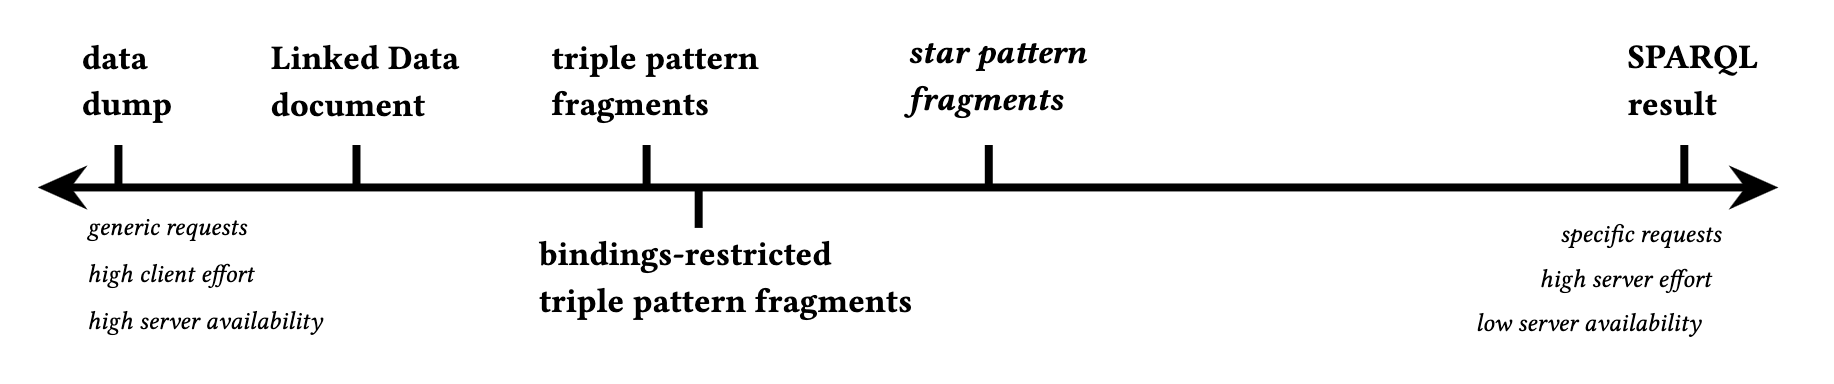 data
dump
Linked Data
document
triple pattern
fragments
star pattern
fragments
SPARQL
result
bindings-restricted
triple pattern fragments
generic requests
high client effort
high server availability
specific requests
high server effort
low server availability